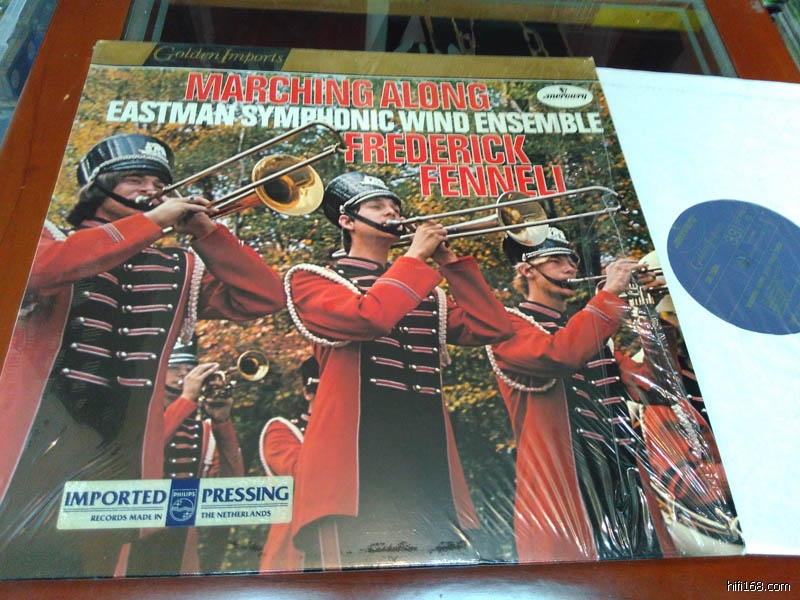 Golden Imports
MARCHING ALONG
mercury
EASTMAN SYMPHONIC WIND ENSEMBLE
FREDERICK
FENNELL
IMPORTED PHILIPS PRESSING
RECORDS MADE IN THE NETHERLANDS
hifi168.com